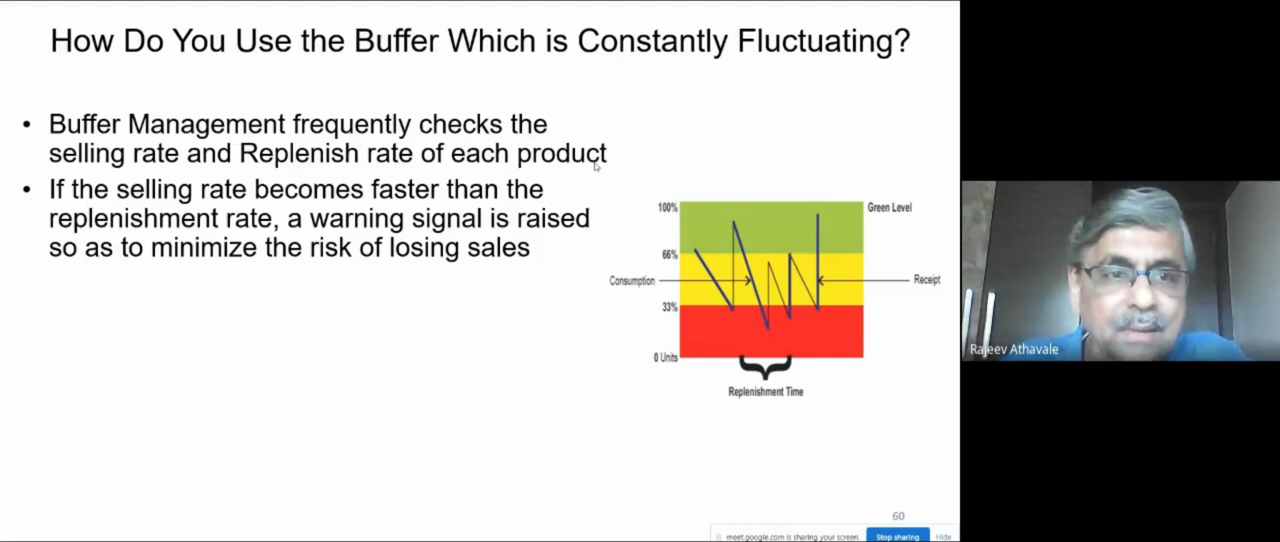 How Do You Use the Buffer Which is Constantly Fluctuating?
• Buffer Management frequently checks the
selling rate and Replenish rate of each product
• If the selling rate becomes faster than the
replenishment rate, a warning signal is raised
so as to minimize the risk of losing sales
100%
Green Level
66%
Consumption
Receipt
33%
0 Units
Replenishment Time
Rajeev Athavale
60
meet.google.com is sharing your screen.
Stop sharing
Hide